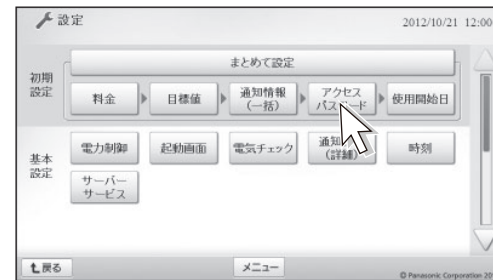 設定
2012/10/21 12:00
まとめて設定
初期
設定
料金
目標値
通知情報
(一括)
アクセス
パスワード
使用開始日
基本
設定
電力制御
起動画面
電気チェック
(詳細)
時刻
サーバー
サービス
戻る
メニュー
© Panasonic Corporation 20